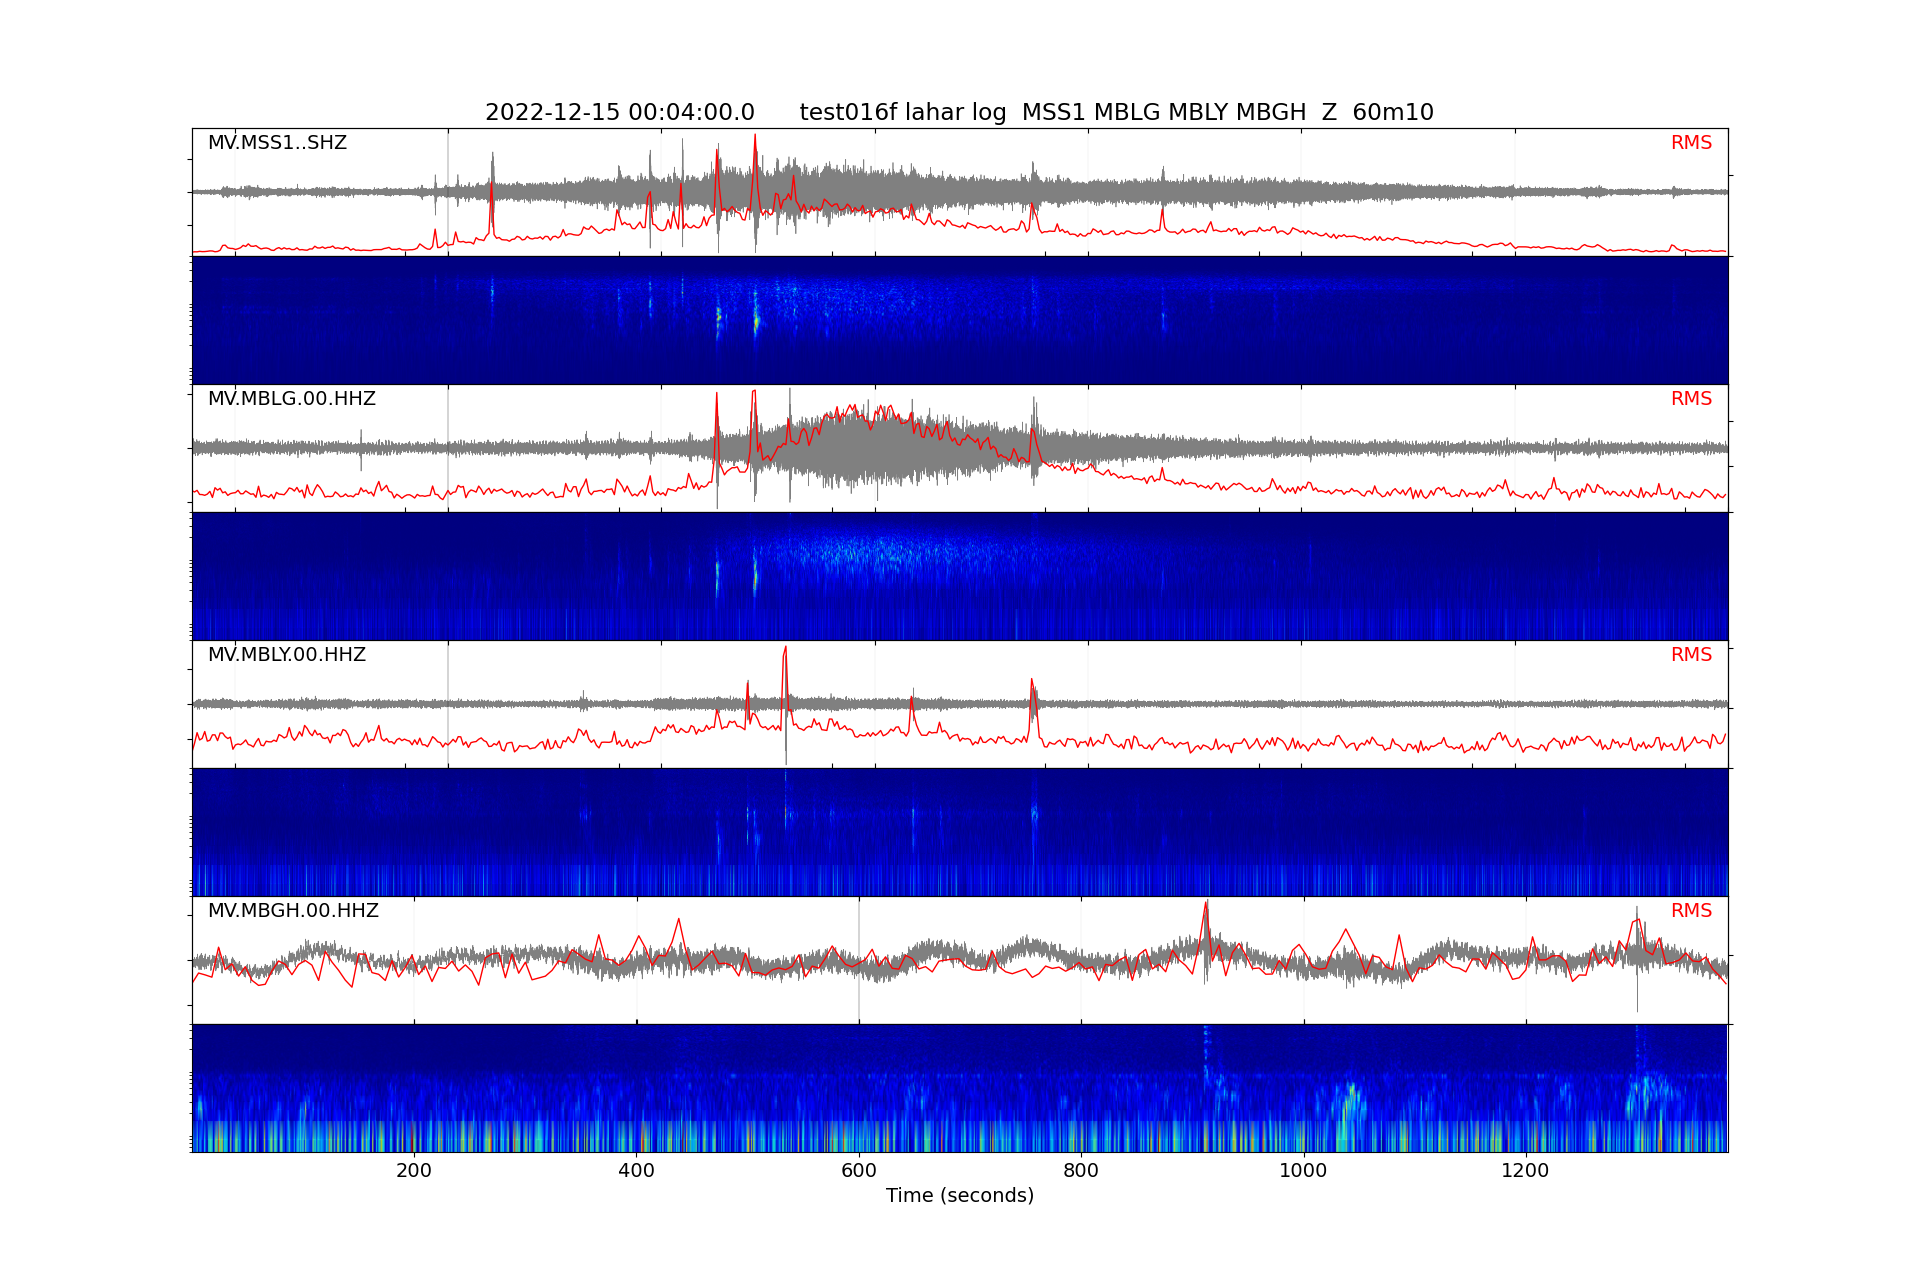 2022-12-15 00:04:00.0 test016f lahar log MSS1 MBLG MBLY MBGH Z 60m10
MV.MSS1..SHZ RMS
MV.MBLG.00.HHZ RMS
MV.MBLY.00.HHZ RMS
MV.MBGH.00.HHZ RMS
200 400 600 800 1000 1200
Time (seconds)